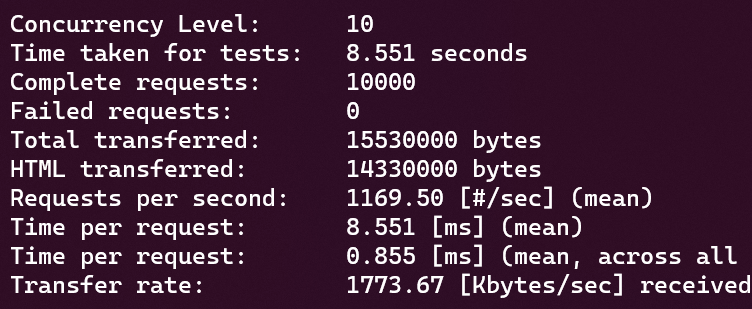 Concurrency Level:      10
Time taken for tests:   8.551 seconds
Complete requests:      10000
Failed requests:        0
Total transferred:      15530000 bytes
HTML transferred:       14330000 bytes
Requests per second:    1169.50 [#/sec] (mean)
Time per request:       8.551 [ms] (mean)
Time per request:       0.855 [ms] (mean, across all
Transfer rate:          1773.67 [Kbytes/sec] received